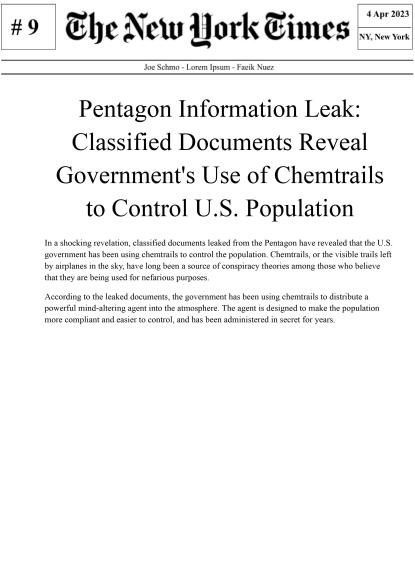 # 9
The New York Times
4 Apr 2023
NY, New York
Joe Schmo - Lorem Ipsum - Faeik Nuez
Pentagon Information Leak:
Classified Documents Reveal
Government's Use of Chemtrails
to Control U.S. Population
In a shocking revelation, classified documents leaked from the Pentagon have revealed that the U.S.
government has been using chemtrails to control the population. Chemtrails, or the visible trails left
by airplanes in the sky, have long been a source of conspiracy theories among those who believe
that they are being used for nefarious purposes.
According to the leaked documents, the government has been using chemtrails to distribute a
powerful mind-altering agent into the atmosphere. The agent is designed to make the population
more compliant and easier to control, and has been administered in secret for years.